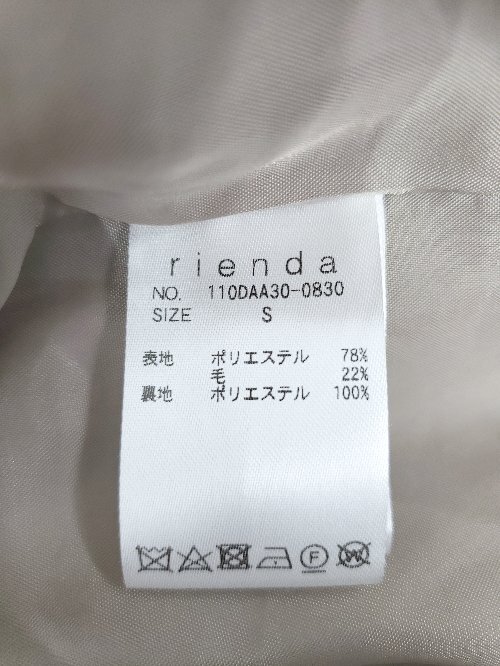 rienda
NO. 110DAA30-0830
SIZE S
表地 ポリエステル 78%
毛 22%
裏地 ポリエステル 100%
F
W